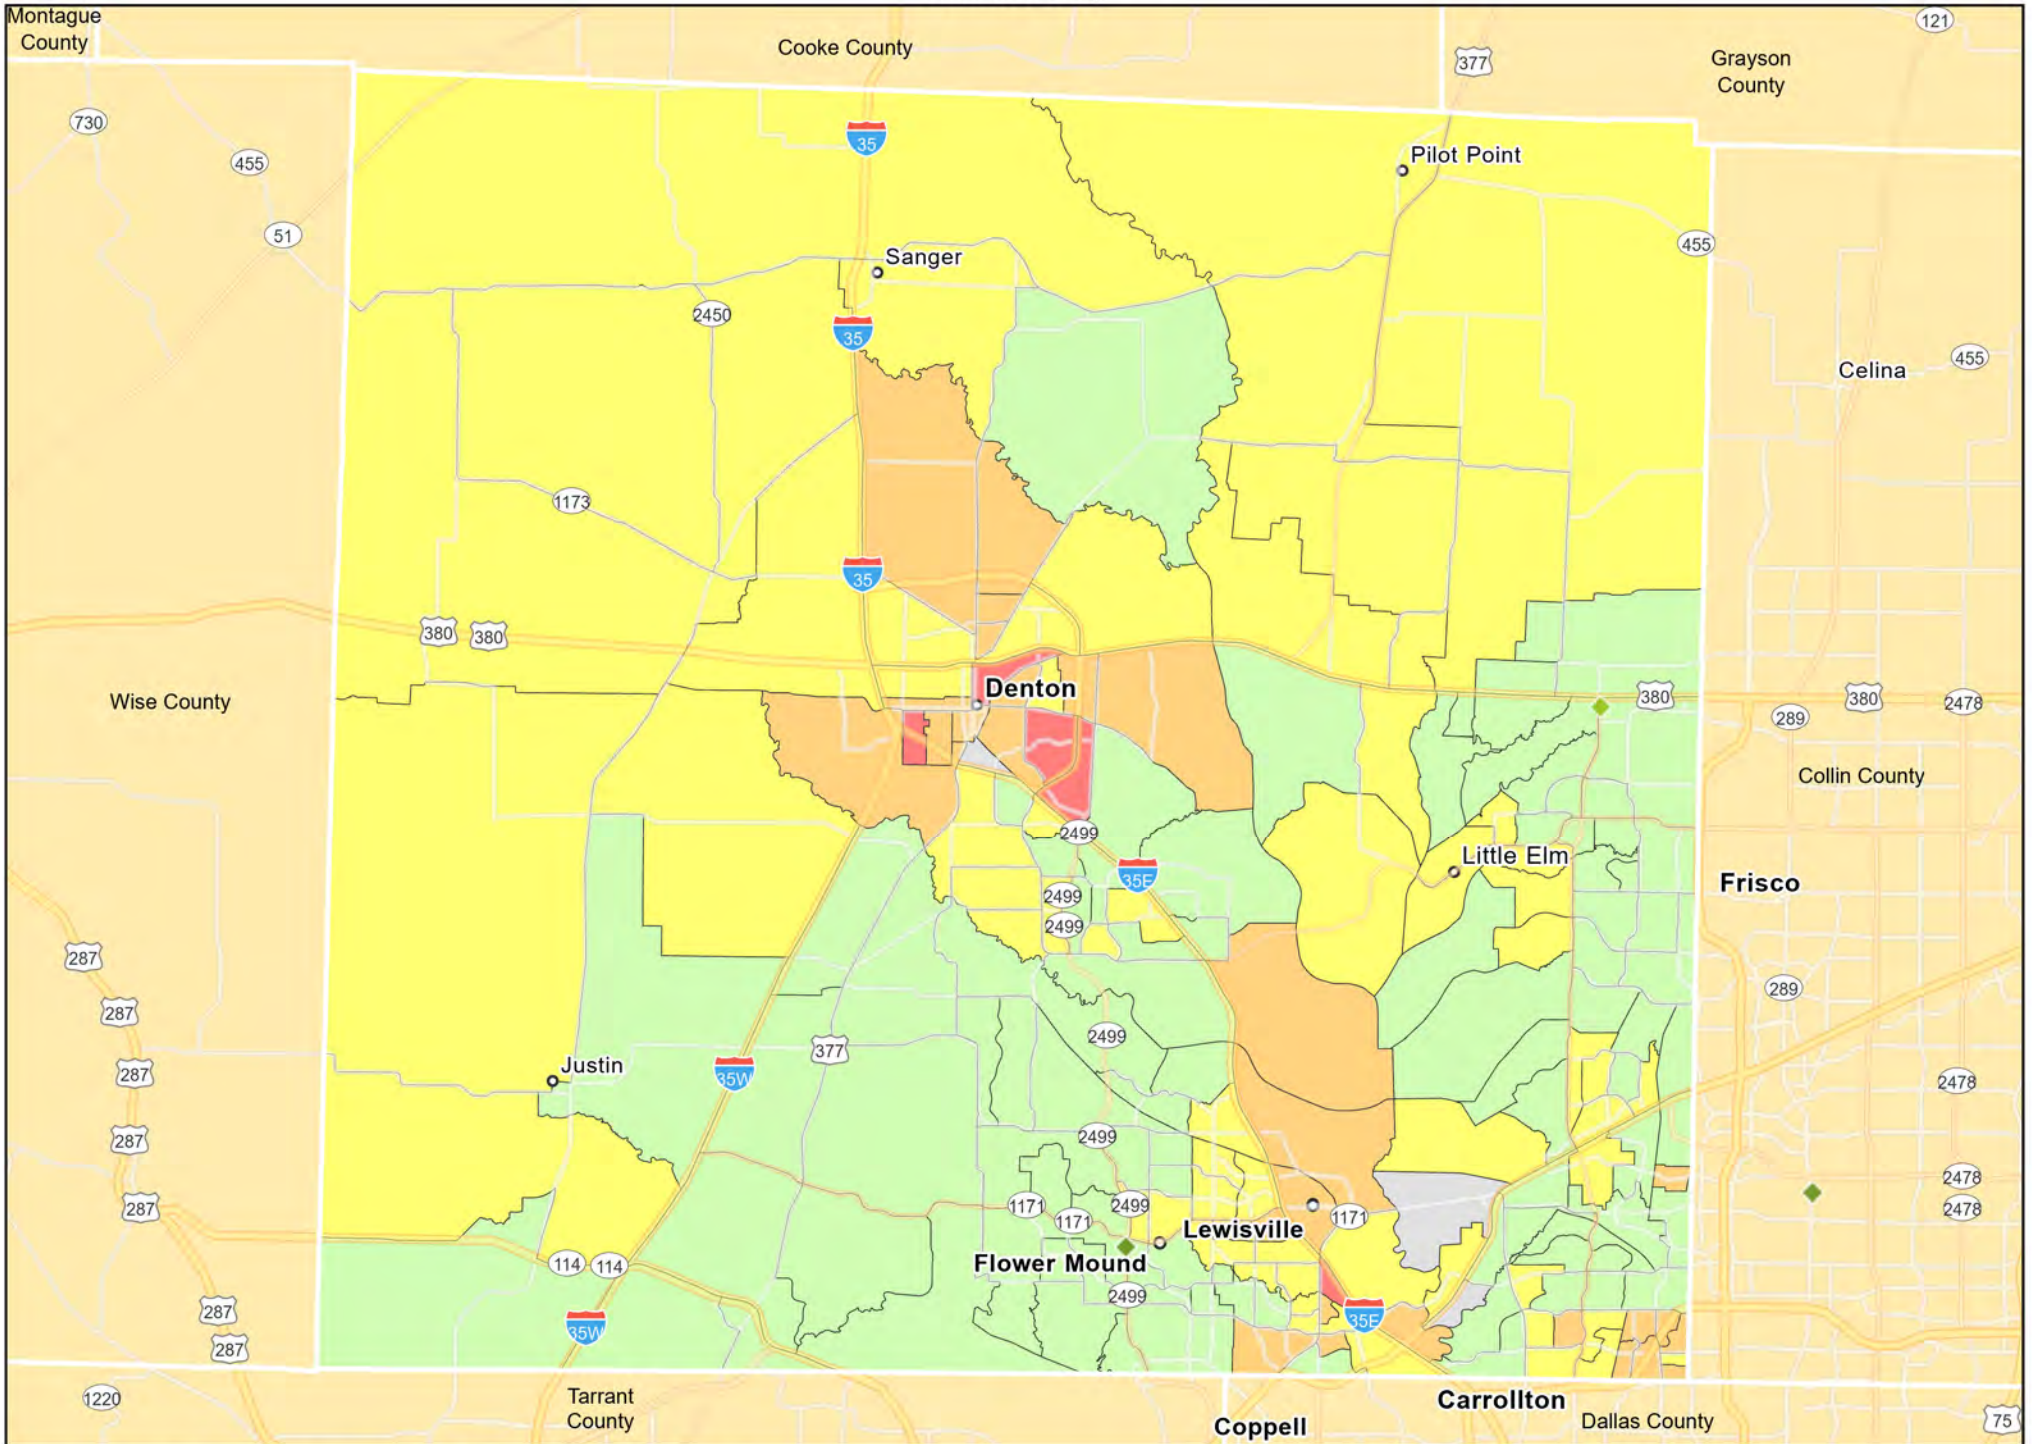 Montague
County
Cooke County
121
377
Grayson
County
730
35
455
Pilot Point
51
455
Sanger
2450
35
455
Celina
1173
35
380
380
Wise County
Denton
380
380
2478
289
Collin County
2499
35E
Little Elm
Frisco
2499
2499
287
289
287
2499
377
Justin
35W
287
2478
2499
287
2478
1171
2499
1171
1171
2478
287
Lewisville
Flower Mound
114
114
2499
287
35E
35W
287
1220
Tarrant
County
Carrollton
Dallas County
75
Coppell